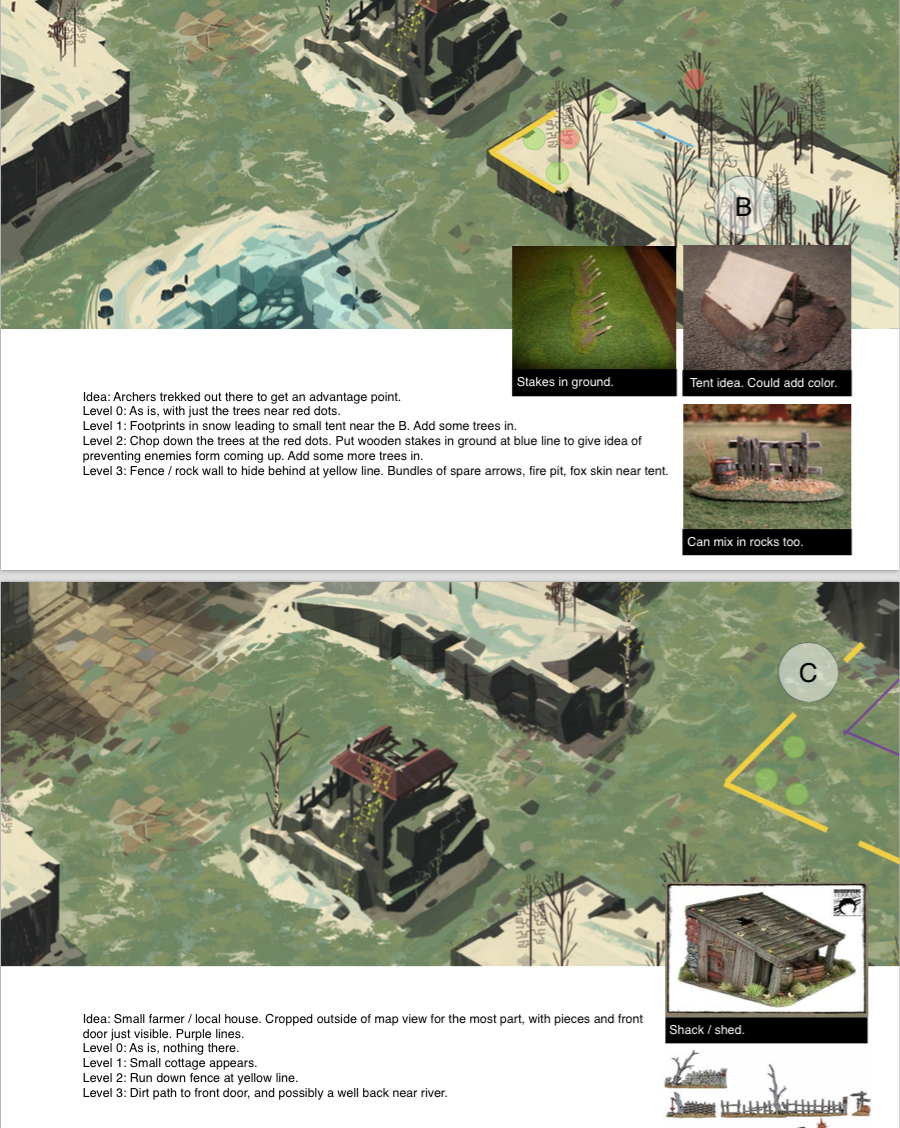 B
Stakes in ground.
Tent idea. Could add color.
Idea: Archers trekked out there to get an advantage point.
Level 0: As is, with just the trees near red dots.
Level 1: Footprints in snow leading to small tent near the B. Add some trees in.
Level 2: Chop down the trees at the red dots. Put wooden stakes in ground at blue line to give idea of
preventing enemies form coming up. Add some more trees in.
Level 3: Fence / rock wall to hide behind at yellow line. Bundles of spare arrows, fire pit, fox skin near tent.
Can mix in rocks too.
C
Shack / shed.
Idea: Small farmer / local house. Cropped outside of map view for the most part, with pieces and front
door just visible. Purple lines.
Level 0: As is, nothing there.
Level 1: Small cottage appears.
Level 2: Run down fence at yellow line.
Level 3: Dirt path to front door, and possibly a well back near river.